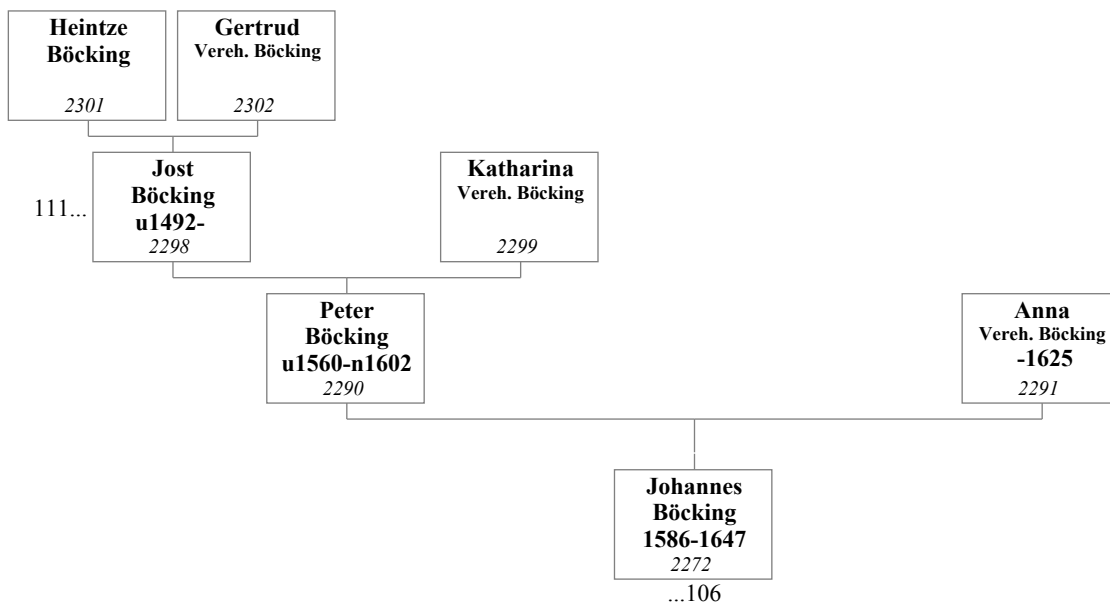 Heintze
Böcking
2301
Gertrud
Vereh. Böcking
2302
111...
Jost
Böcking
u1492-
2298
Katharina
Vereh. Böcking
2299
Peter
Böcking
u1560-n1602
2290
Anna
Vereh. Böcking
-1625
2291
Johannes
Böcking
1586-1647
2272
...106